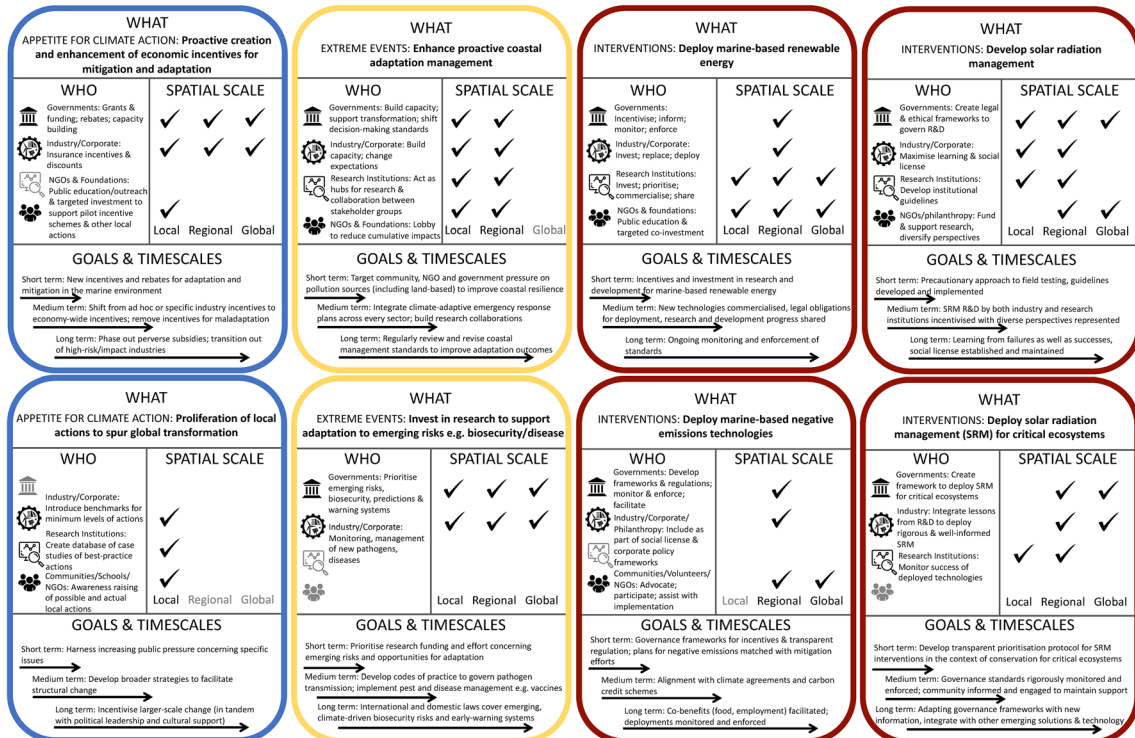 WHAT
APPETITE FOR CLIMATE ACTION: Proactive creation
and enhancement of economic incentives for
mitigation and adaptation
WHO
SPATIAL SCALE
Governments: Grants &
funding; rebates; capacity
building
Industry/Corporate:
Insurance incentives &
discounts
NGOs & Foundations:
Public education/outreach
& targeted investment to
support pilot incentive
schemes & other local
actions
Local Regional Global
GOALS & TIMESCALES
Short term: New incentives and rebates for adaptation and
mitigation in the marine environment
Medium term: Shift from ad hoc or specific industry incentives to
economy-wide incentives; remove incentives for maladaptation
Long term: Phase out perverse subsidies; transition out
of high-risk/impact industries
WHAT
EXTREME EVENTS: Enhance proactive coastal
adaptation management
WHO
SPATIAL SCALE
Governments: Build capacity;
support transformation; shift
decision-making standards
Industry/Corporate: Build
capacity; change
expectations
Research Institutions: Act as
hubs for research &
collaboration between
stakeholder groups
NGOs & Foundations: Lobby
to reduce cumulative impacts
Local Regional Global
GOALS & TIMESCALES
Short term: Target community, NGO and government pressure on
pollution sources (including land-based) to improve coastal resilience
Medium term: Integrate climate-adaptive emergency response
plans across every sector; build research collaborations
Long term: Regularly review and revise coastal
management standards to improve adaptation outcomes
WHAT
INTERVENTIONS: Deploy marine-based renewable
energy
WHO
SPATIAL SCALE
Governments:
Incentivise; inform;
monitor; enforce
Industry/Corporate:
Invest; replace; deploy
Research Institutions:
Invest; prioritise;
commercialise; share
NGOs & foundations:
Public education &
targeted co-investment
Local Regional Global
GOALS & TIMESCALES
Short term: Incentives and investment in research and
development for marine-based renewable energy
Medium term: New technologies commercialised, legal obligations
for deployment, research and development progress shared
Long term: Ongoing monitoring and enforcement of
standards
WHAT
INTERVENTIONS: Develop solar radiation
management
WHO
SPATIAL SCALE
Governments: Create legal
& ethical frameworks to
govern R&D
Industry/Corporate:
Maximise learning & social
license
Research Institutions:
Develop institutional
guidelines
NGOs/philanthropy: Fund
& support research,
diversify perspectives
Local Regional Global
GOALS & TIMESCALES
Short term: Precautionary approach to field testing, guidelines
developed and implemented
Medium term: SRM R&D by both industry and research
institutions incentivised with diverse perspectives represented
Long term: Learning from failures as well as successes,
social license established and maintained
WHAT
APPETITE FOR CLIMATE ACTION: Proliferation of local
actions to spur global transformation
WHO
SPATIAL SCALE
Industry/Corporate:
Introduce benchmarks for
minimum levels of actions
Research Institutions:
Create database of case
studies of best-practice
actions
Communities/Schools/
NGOs: Awareness raising
of possible and actual
local actions
Local Regional Global
GOALS & TIMESCALES
Short term: Harness increasing public pressure concerning specific
issues
Medium term: Develop broader strategies to facilitate
structural change
Long term: Incentivise larger-scale change (in tandem
with political leadership and cultural support)
WHAT
EXTREME EVENTS: Invest in research to support
adaptation to emerging risks e.g. biosecurity/disease
WHO
SPATIAL SCALE
Governments: Prioritise
emerging risks,
biosecurity, predictions &
warning systems
Industry/Corporate:
Monitoring, management
of new pathogens,
diseases
Local Regional Global
GOALS & TIMESCALES
Short term: Prioritise research funding and effort concerning
emerging risks and opportunities for adaptation
Medium term: Develop codes of practice to govern pathogen
transmission; implement pest and disease management e.g. vaccines
Long term: International and domestic laws cover emerging,
climate-driven biosecurity risks and early-warning systems
WHAT
INTERVENTIONS: Deploy marine-based negative
emissions technologies
WHO
SPATIAL SCALE
Governments: Develop
frameworks & regulations;
monitor & enforce;
facilitate
Industry/Corporate/
Philanthropy: Include as
part of social license &
corporate policy
frameworks
Communities/Volunteers/
NGOs: Advocate;
participate; assist with
implementation
Local Regional Global
GOALS & TIMESCALES
Short term: Governance frameworks for incentives & transparent
regulation; plans for negative emissions matched with mitigation
efforts
Medium term: Alignment with climate agreements and carbon
credit schemes
Long term: Co-benefits (food, employment) facilitated;
deployments monitored and enforced
WHAT
INTERVENTIONS: Deploy solar radiation
management (SRM) for critical ecosystems
WHO
SPATIAL SCALE
Governments: Create
framework to deploy SRM
for critical ecosystems
Industry: Integrate lessons
from R&D to deploy
rigorous & well-informed
SRM
Research Institutions:
Monitor success of
deployed technologies
Local Regional Global
GOALS & TIMESCALES
Short term: Develop transparent prioritisation protocol for SRM
interventions in the context of conservation for critical ecosystems
Medium term: Governance standards rigorously monitored and
enforced; community informed and engaged to maintain support
Long term: Adapting governance frameworks with new
information, integrate with other emerging solutions & technology